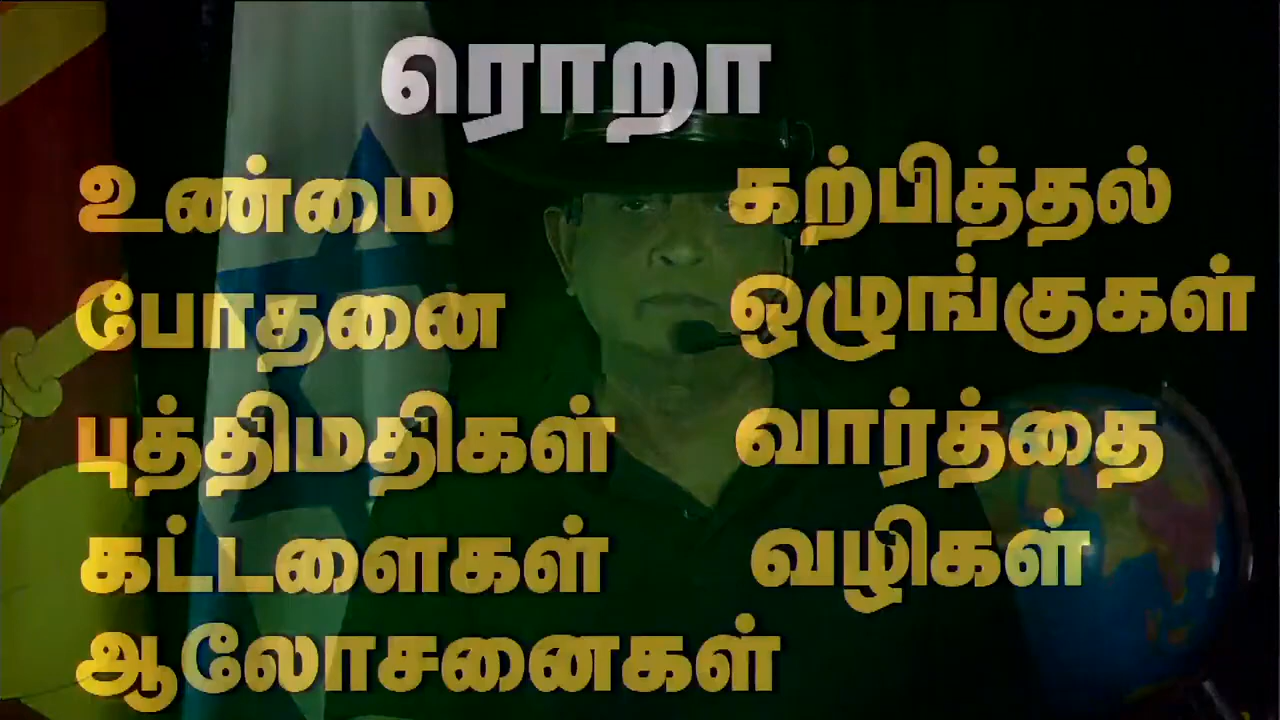 ரொறா
உண்மை
போதனை
புத்திமதிகள்
கட்டளைகள்
ஆலோசனைகள்
கற்பித்தல்
ஒழுங்குகள்
வார்த்தை
வழிகள்